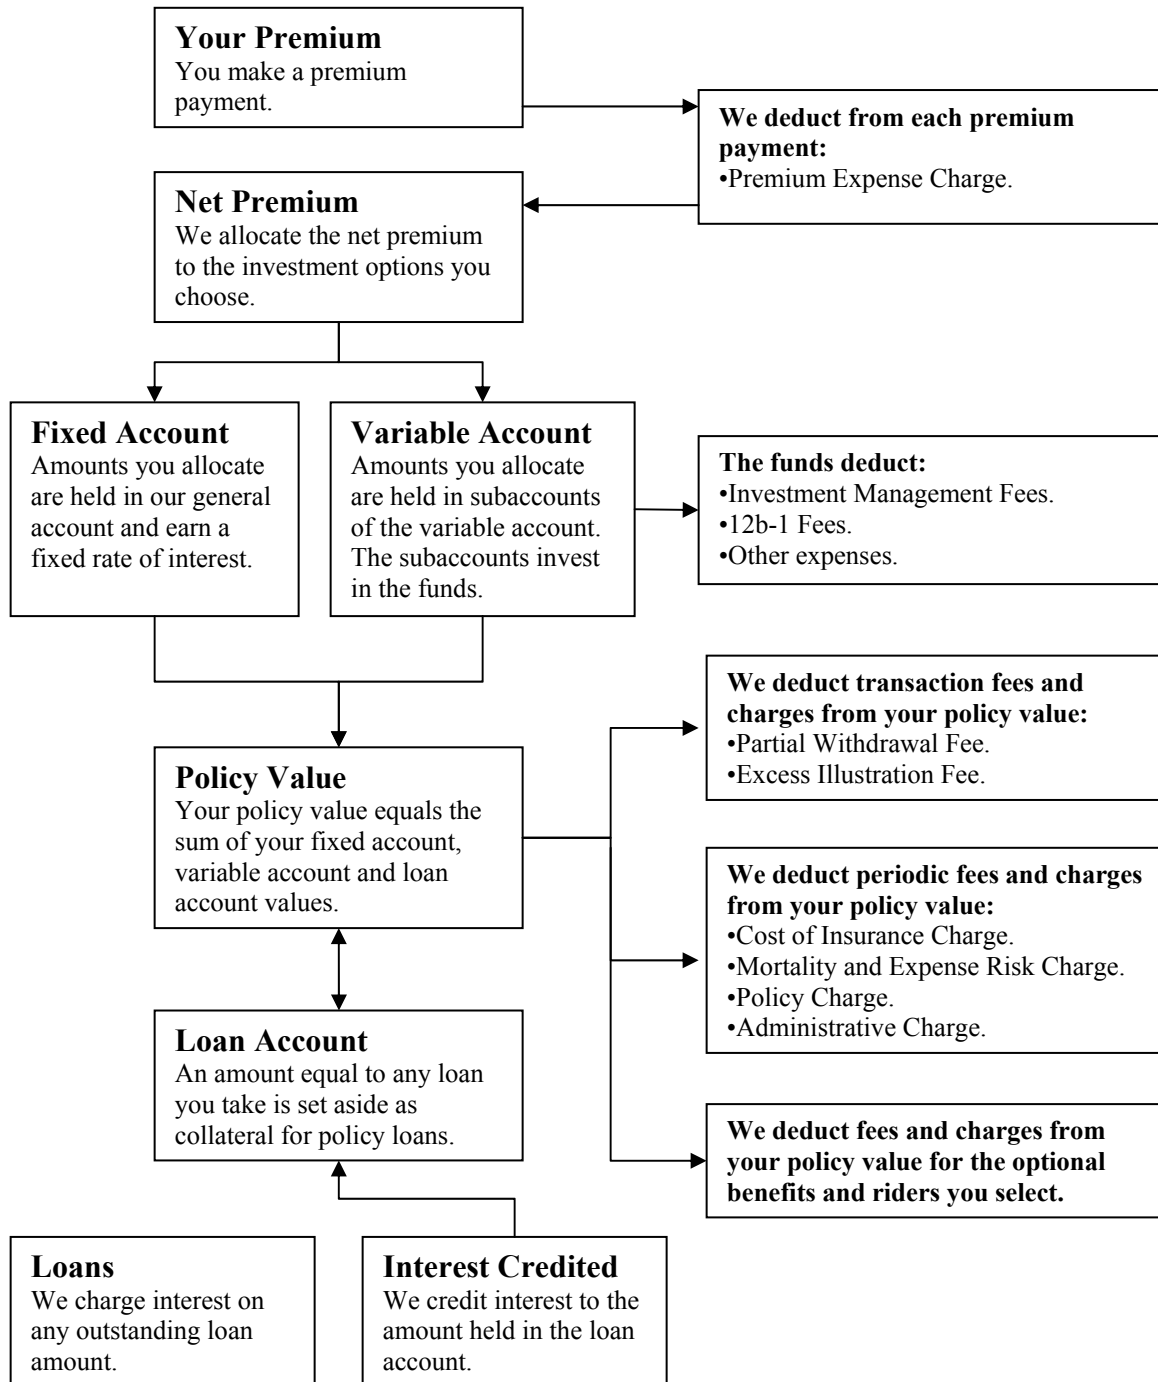 Your Premium
You make a premium
payment.
We deduct from each premium
payment:
•Premium Expense Charge.
Net Premium
We allocate the net premium
to the investment options you
choose.
Fixed Account
Amounts you allocate
are held in our general
account and earn a
fixed rate of interest.
Variable Account
Amounts you allocate
are held in subaccounts
of the variable account.
The subaccounts invest
in the funds.
The funds deduct:
•Investment Management Fees.
•12b-1 Fees.
•Other expenses.
We deduct transaction fees and
charges from your policy value:
•Partial Withdrawal Fee.
•Excess Illustration Fee.
Policy Value
Your policy value equals the
sum of your fixed account,
variable account and loan
account values.
We deduct periodic fees and charges
from your policy value:
•Cost of Insurance Charge.
•Mortality and Expense Risk Charge.
•Policy Charge.
•Administrative Charge.
Loan Account
An amount equal to any loan
you take is set aside as
collateral for policy loans.
We deduct fees and charges from
your policy value for the optional
benefits and riders you select.
Loans
We charge interest on
any outstanding loan
amount.
Interest Credited
We credit interest to the
amount held in the loan
account.